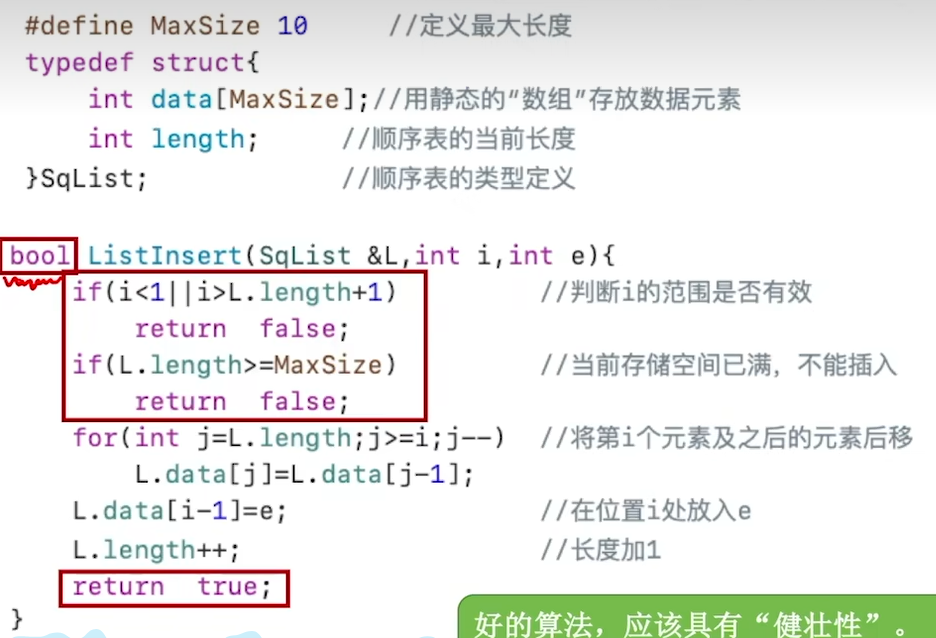 #define MaxSize 10 //定义最大长度
typedef struct{
int data[MaxSize];//用静态的“数组”存放数据元素
int length; //顺序表的当前长度
}SqList; //顺序表的类型定义
bool ListInsert(SqList &L,int i,int e){
if(i<1||i>L.length+1) //判断i的范围是否有效
return false;
if(L.length>=MaxSize) //当前存储空间已满，不能插入
return false;
for(int j=L.length;j>=i;j--) //将第i个元素及之后的元素后移
L.data[j]=L.data[j-1];
L.data[i-1]=e; //在位置i处放入e
L.length++; //长度加1
return true;
}
好的算法，应该具有“健壮性”。